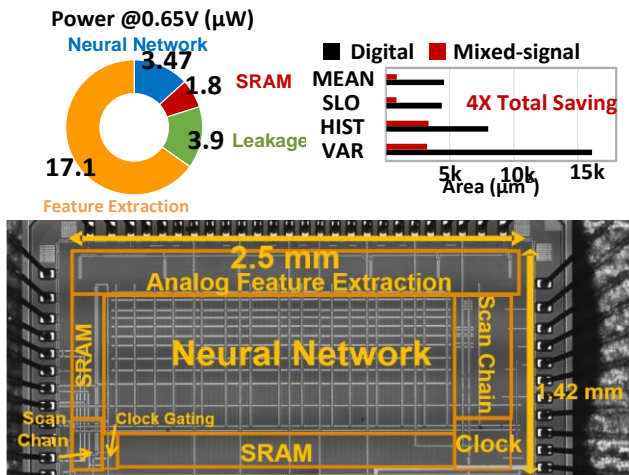 Power @0.65V (µW)
Neural Network
3.47
1.8
SRAM
3.9
Leakage
17.1
Feature Extraction
Digital
Mixed-signal
MEAN
SLO
HIST
VAR
4X Total Saving
5k
10k
15k
Area (µm²)
2.5 mm
Analog Feature Extraction
SRAM
Neural Network
Scan Chain
1.42 mm
Scan
Chain
Clock Gating
SRAM
Clock